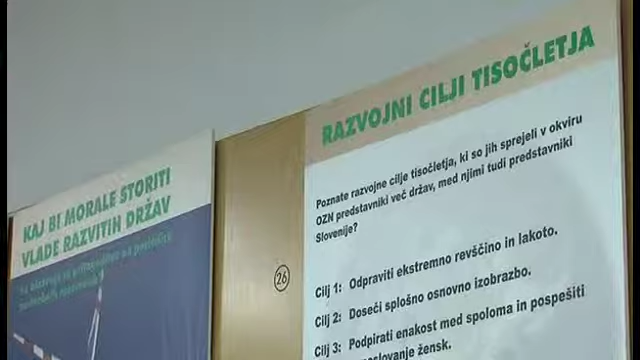 KAJ BI MORALE STORITI
VLADE RAZVITIH DRŽAV
26
RAZVOJNI CILJI TISOČLETJA
Poznate razvojne cilje tisočletja, ki so jih sprejeli v okviru
OZN predstavniki več držav, med njimi tudi predstavniki
Slovenije?
Cilj 1: Odpraviti ekstremno revščino in lakoto.
Cilj 2: Doseči splošno osnovno izobrazbo.
Cilj 3: Podpirati enakost med spoloma in pospešiti
žensk.